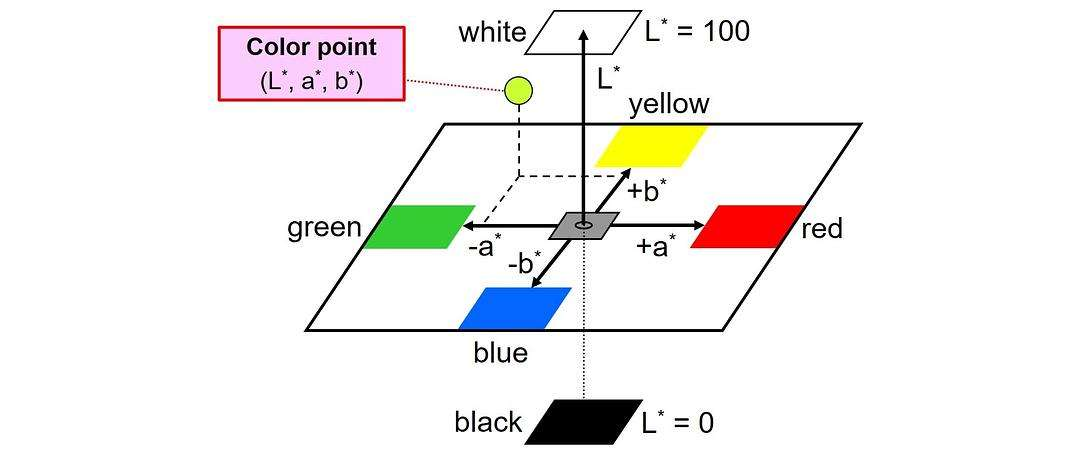 white
L* = 100
Color point
(L*, a*, b*)
L*
yellow
+b*
green
-a*
+a*
red
-b*
blue
black
L* = 0